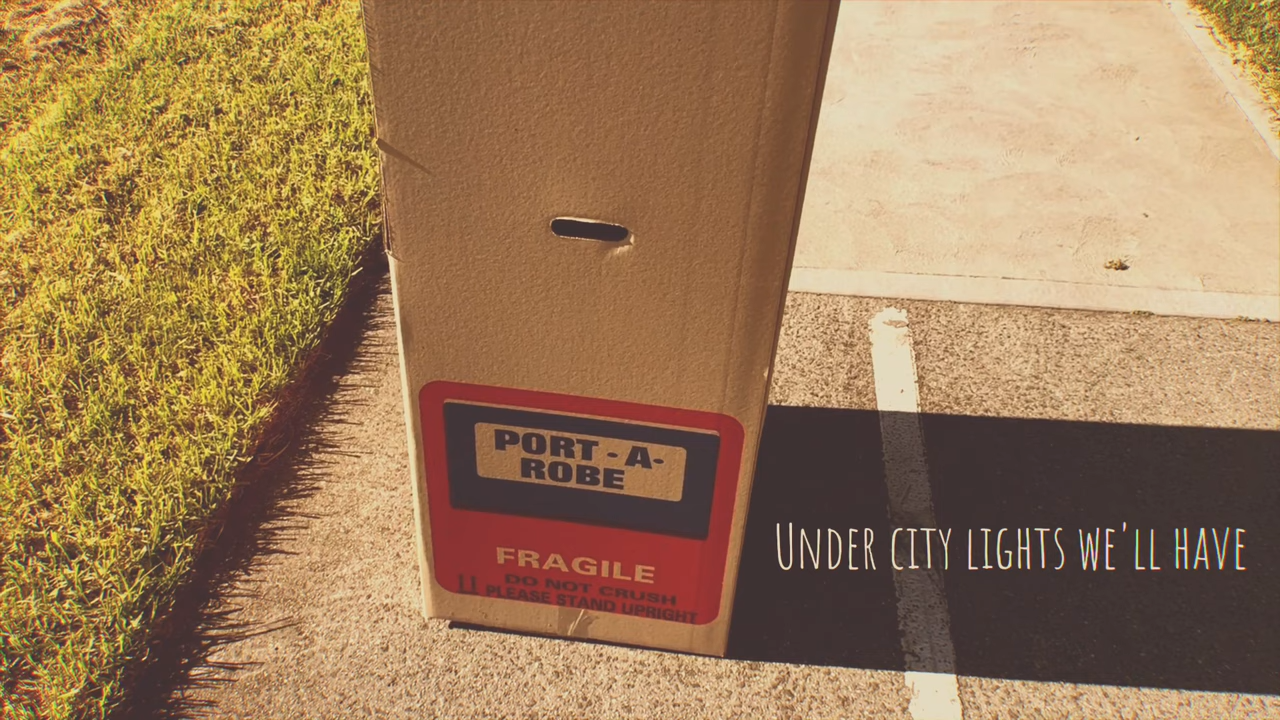 PORT-A-
ROBE
FRAGILE
DO NOT CRUSH
PLEASE STAND UPRIGHT
Under city lights we'll have